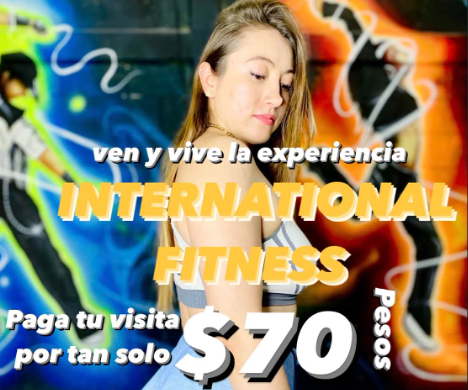 ven y vive la experiencia
INTERNATIONAL
FITNESS
Paga tu visita
por tan solo
$70
Pesos